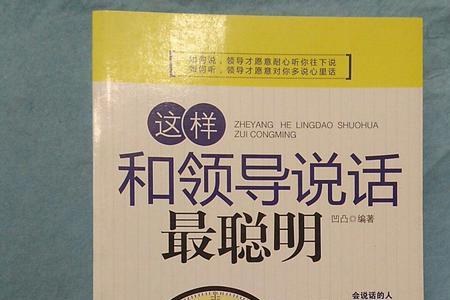 如何说，领导才愿意耐心听你往下说
如何听，领导才愿意对你多说心里话
这样
ZHEYANG HE LINGDAO SHUOHUA
ZUI CONGMING
和领导说话
最聪明
凹凸◎编著
会说话的人